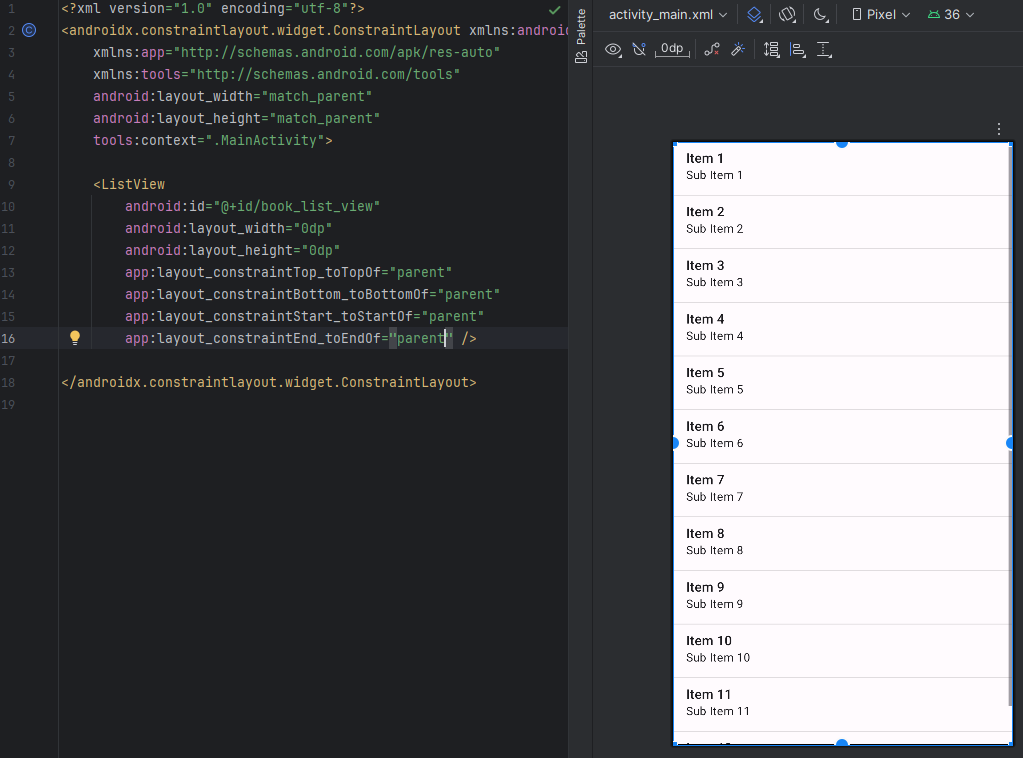 1 <?xml version="1.0" encoding="utf-8"?>
2 <androidx.constraintlayout.widget.ConstraintLayout xmlns:androi
3 xmlns:app="http://schemas.android.com/apk/res-auto"
4 xmlns:tools="http://schemas.android.com/tools"
5 android:layout_width="match_parent"
6 android:layout_height="match_parent"
7 tools:context=".MainActivity">
8
9 <ListView
10 android:id="@+id/book_list_view"
11 android:layout_width="0dp"
12 android:layout_height="0dp"
13 app:layout_constraintTop_toTopOf="parent"
14 app:layout_constraintBottom_toBottomOf="parent"
15 app:layout_constraintStart_toStartOf="parent"
16 app:layout_constraintEnd_toEndOf="parent" />
17
18 </androidx.constraintlayout.widget.ConstraintLayout>
19
Palette
activity_main.xml Pixel 36
0dp
Item 1
Sub Item 1
Item 2
Sub Item 2
Item 3
Sub Item 3
Item 4
Sub Item 4
Item 5
Sub Item 5
Item 6
Sub Item 6
Item 7
Sub Item 7
Item 8
Sub Item 8
Item 9
Sub Item 9
Item 10
Sub Item 10
Item 11
Sub Item 11